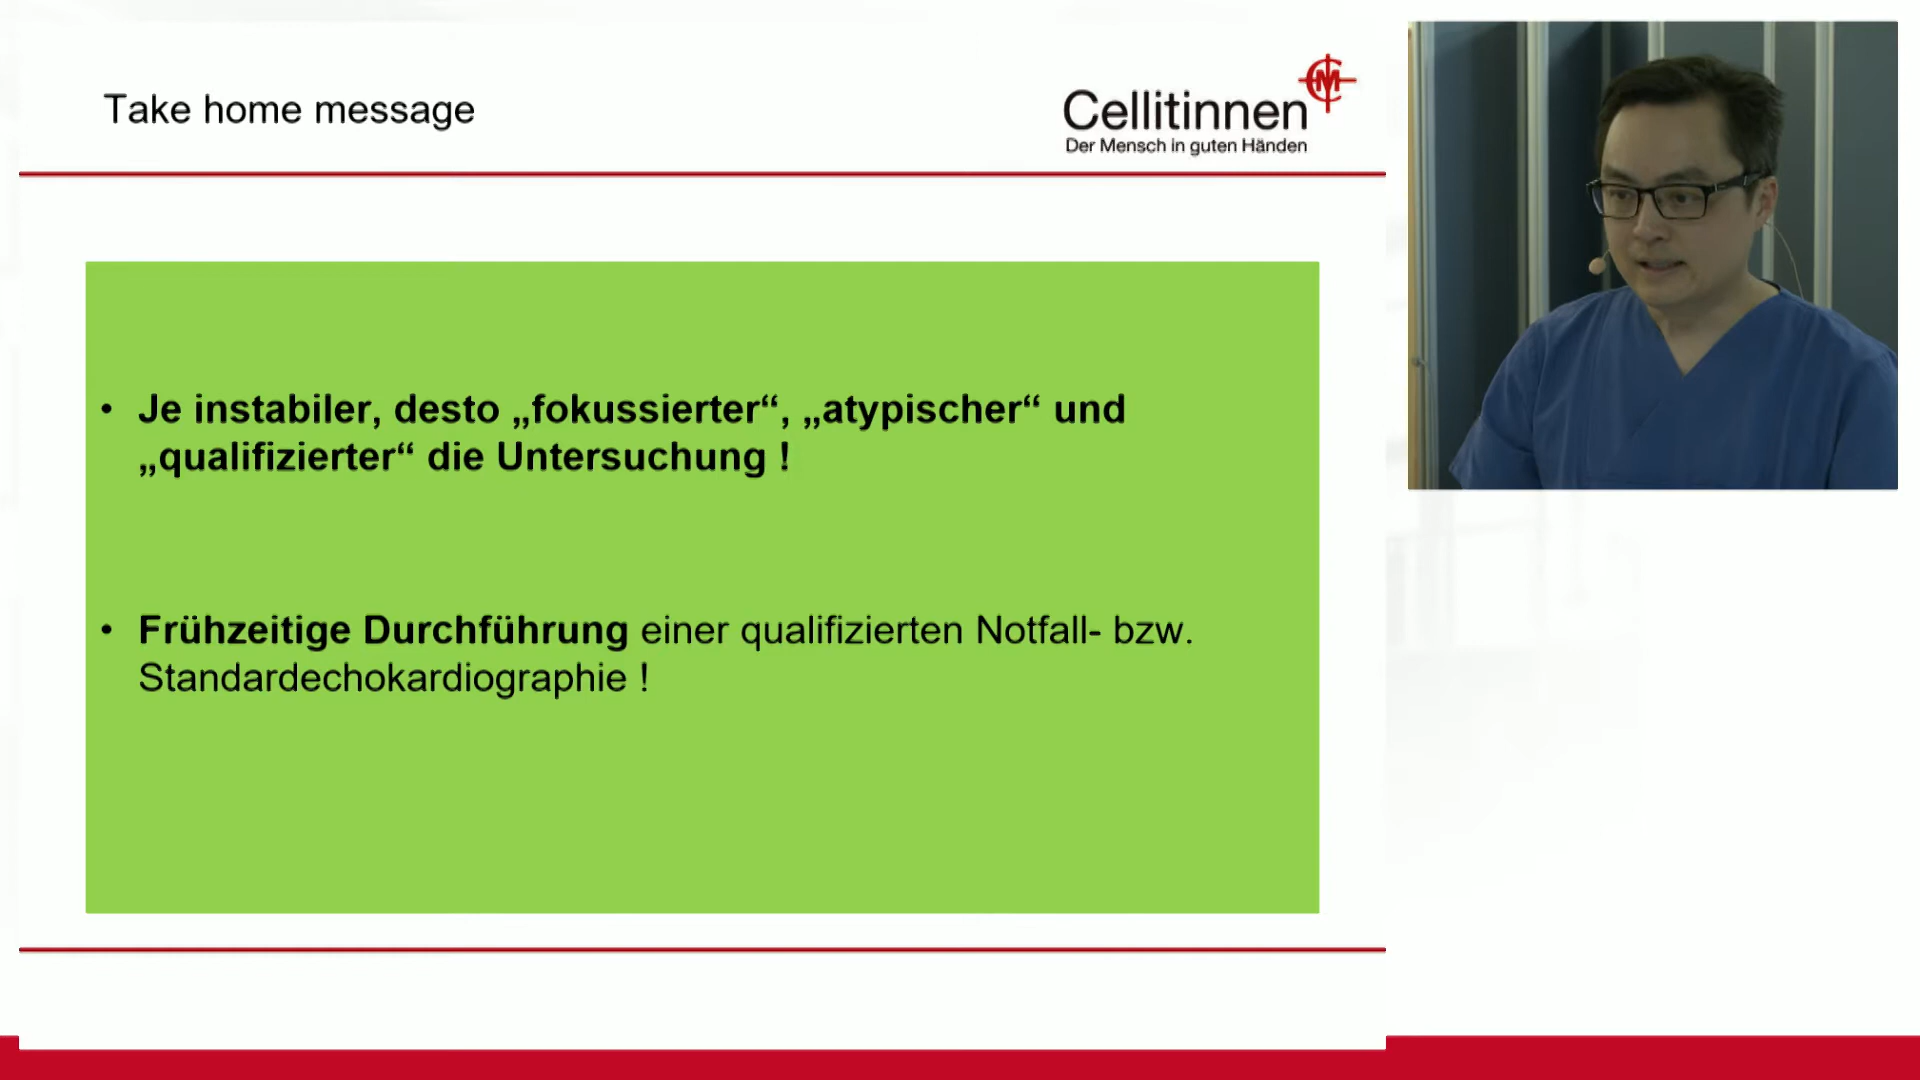 Take home message
Cellitinnen
Der Mensch in guten Händen
• Je instabiler, desto „fokussierter“, „atypischer“ und
„qualifizierter“ die Untersuchung !
• Frühzeitige Durchführung einer qualifizierten Notfall- bzw.
Standardechokardiographie !